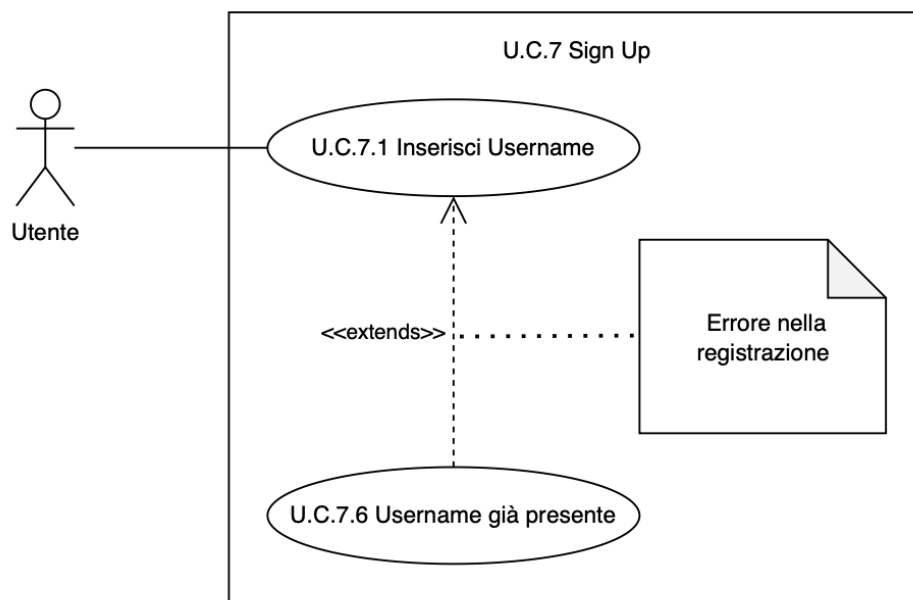 U.C.7 Sign Up
U.C.7.1 Inserisci Username
Utente
<<extends>>
Errore nella
registrazione
U.C.7.6 Username già presente